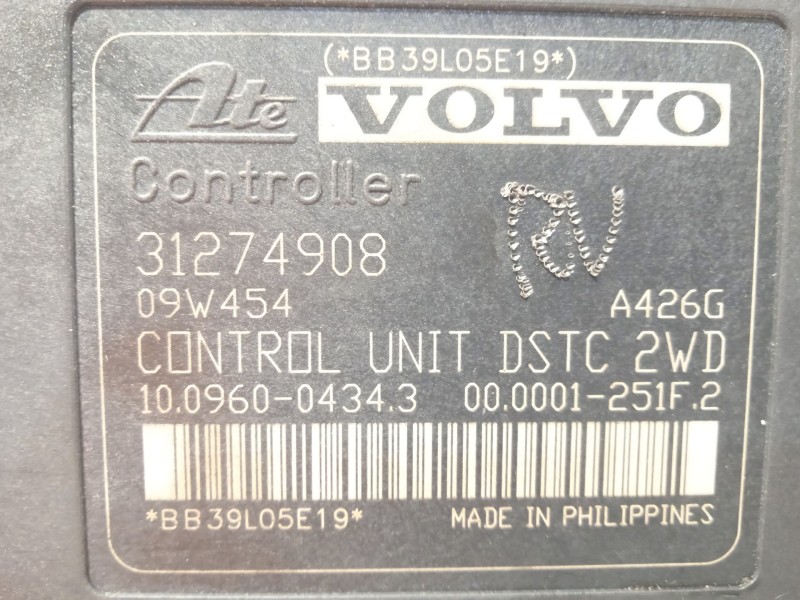 (*BB39L05E19*)
Ate VOLVO
Controller
RV
31274908
09W454 A426G
CONTROL UNIT DSTC 2WD
10.0960-0434.3 00.0001-251F.2
*BB39L05E19* MADE IN PHILIPPINES